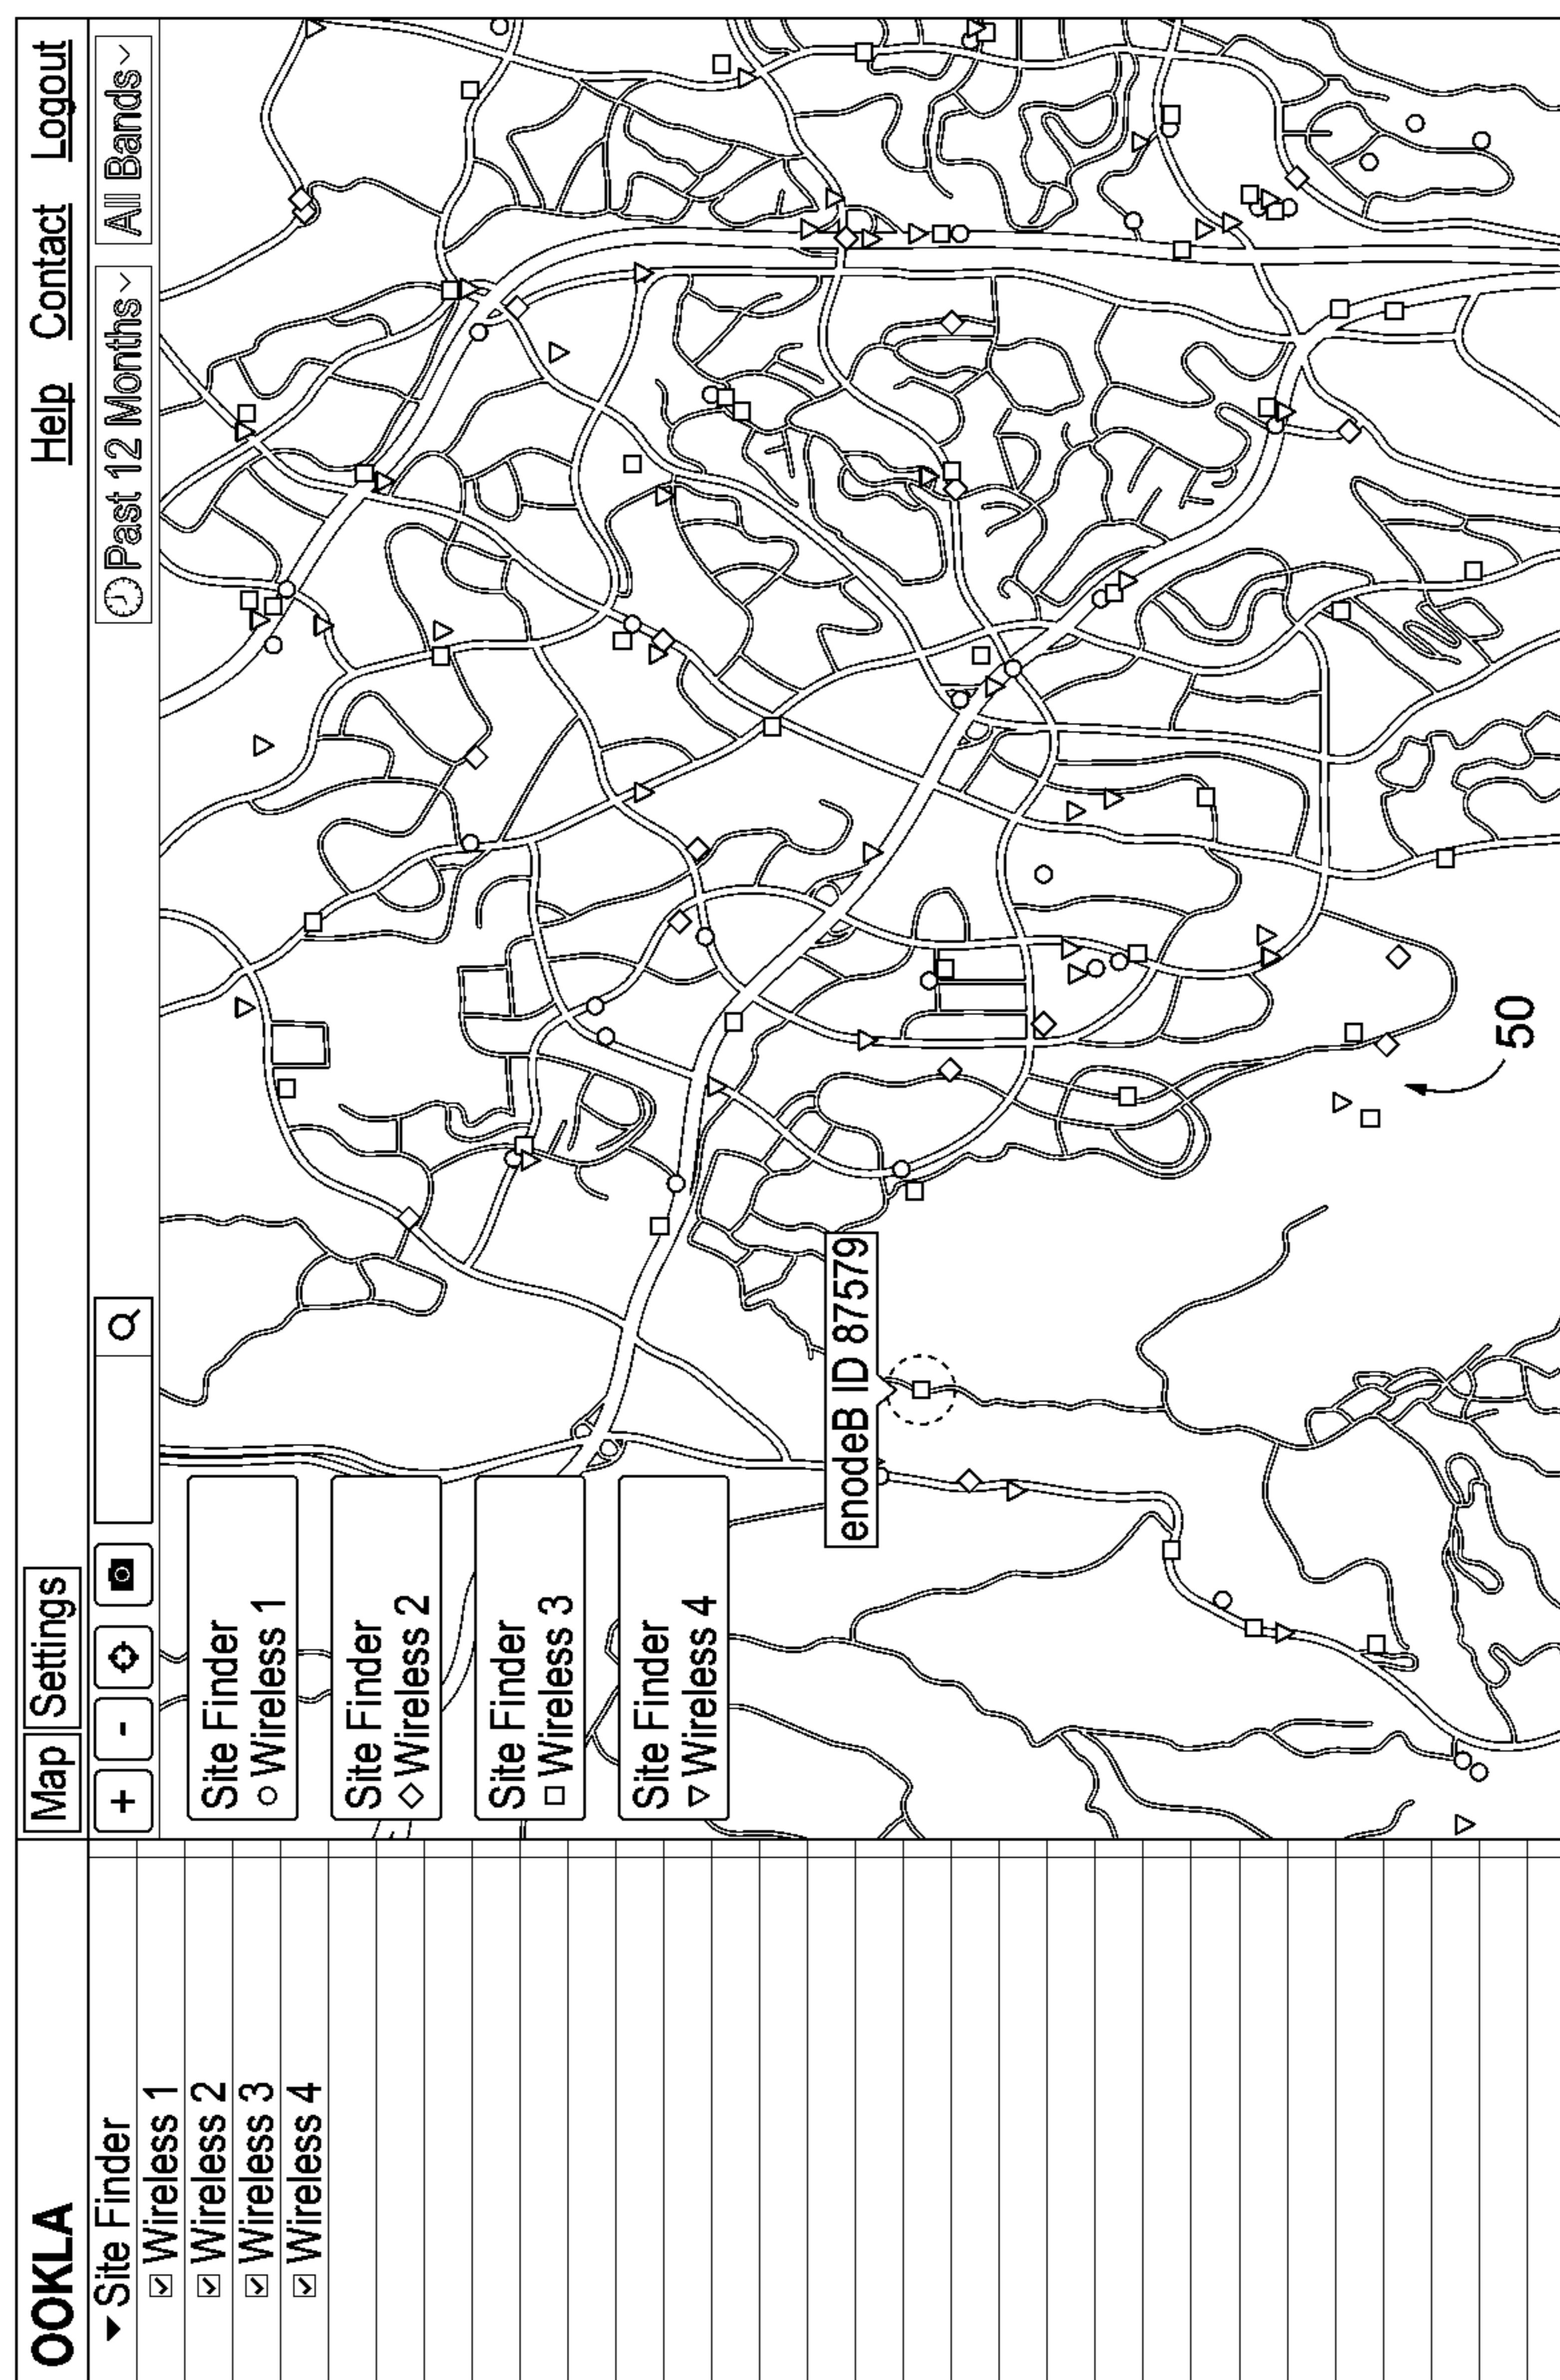 OOKLA
Map Settings
Help Contact Logout
Site Finder
Wireless 1
Wireless 2
Wireless 3
Wireless 4
+ -
Past 12 Months
All Bands
Site Finder
Wireless 1
Site Finder
Wireless 2
Site Finder
Wireless 3
Site Finder
Wireless 4
enodeB ID 87579
50